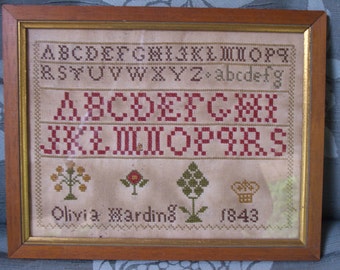 ABCDEFGHIJKLMNOPQ
RSTUVWXYZ abcdefg
ABCDEFGHI
JKLMNOPQRS
Olivia Harding 1843